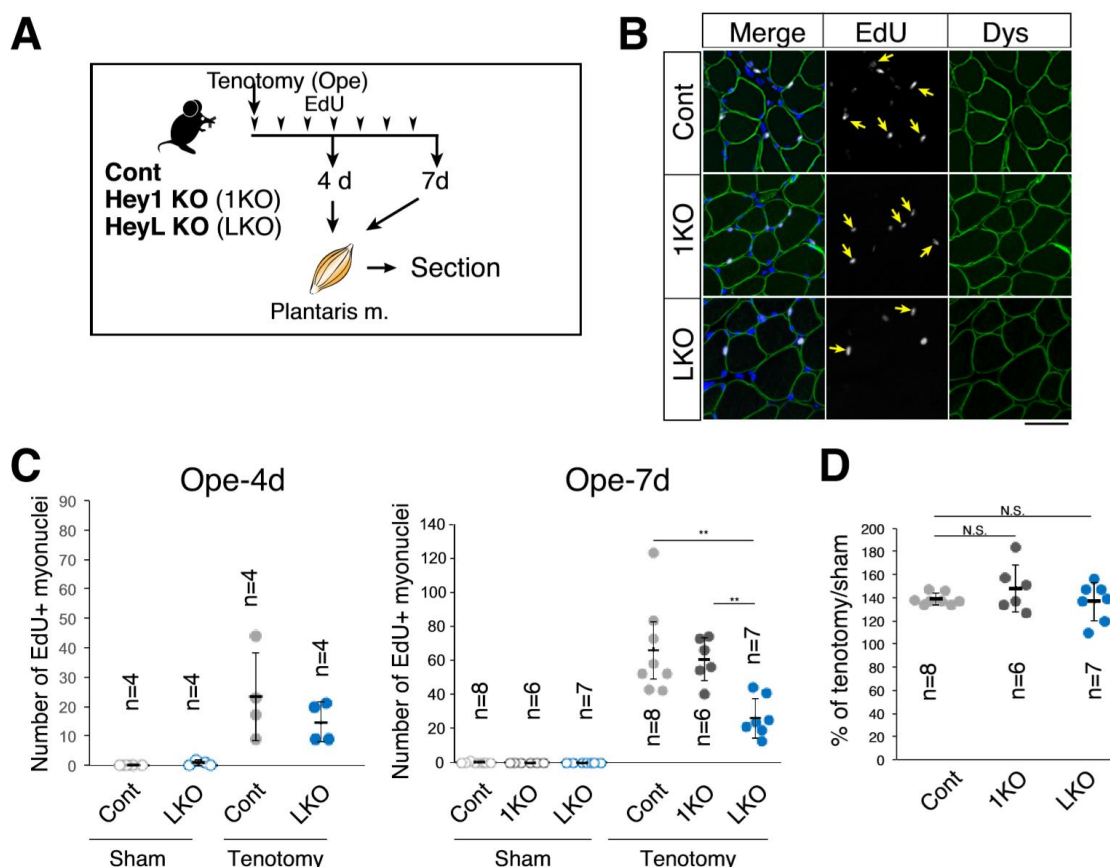 A
Tenotomy (Ope)
EdU
Cont
Hey1 KO (1KO)
HeyL KO (LKO)
4 d
7d
Section
Plantaris m.
B
Merge
EdU
Dys
Cont
1KO
LKO
C
Ope-4d
Number of EdU+ myonuclei
90
80
70
60
50
40
30
20
10
0
n=4
n=4
n=4
n=4
Cont
LKO
Cont
LKO
Sham
Tenotomy
Ope-7d
Number of EdU+ myonuclei
140
120
100
80
60
40
20
0
**
**
n=8
n=6
n=7
n=8
n=6
n=7
Cont
1KO
LKO
Cont
1KO
LKO
Sham
Tenotomy
D
% of tenotomy/sham
200
180
160
140
120
100
80
60
40
20
0
N.S.
N.S.
n=8
n=6
n=7
Cont
1KO
LKO